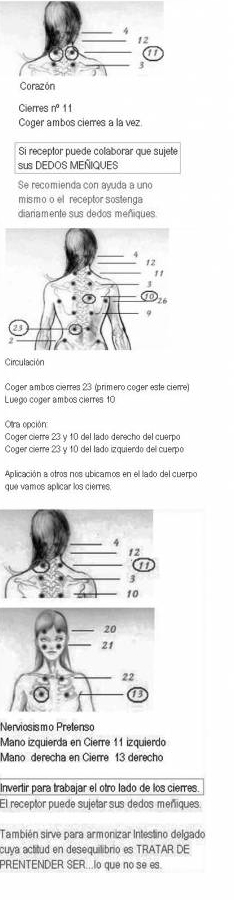 4
12
11
3
Corazón
Cierres nº 11
Coger ambos cierres a la vez.
Si receptor puede colaborar que sujete
sus DEDOS MEÑIQUES
Se recomienda con ayuda a uno
mismo o el receptor sostenga
diariamente sus dedos meñiques.
4
12
11
3
10 26
9
23
2
Circulación
Coger ambos cierres 23 (primero coger este cierre)
Luego coger ambos cierres 10
Otra opción:
Coger cierre 23 y 10 del lado derecho del cuerpo
Coger cierre 23 y 10 del lado izquierdo del cuerpo
Aplicación a otros nos ubicamos en el lado del cuerpo
que vamos aplicar los cierres.
4
12
11
3
10
20
21
22
13
Nerviosismo Pretenso
Mano izquierda en Cierre 11 izquierdo
Mano derecha en Cierre 13 derecho
Invertir para trabajar el otro lado de los cierres.
El receptor puede sujetar sus dedos meñiques.
También sirve para armonizar Intestino delgado
cuya actitud en desequilibrio es TRATAR DE
PRENTENDER SER...lo que no se es.